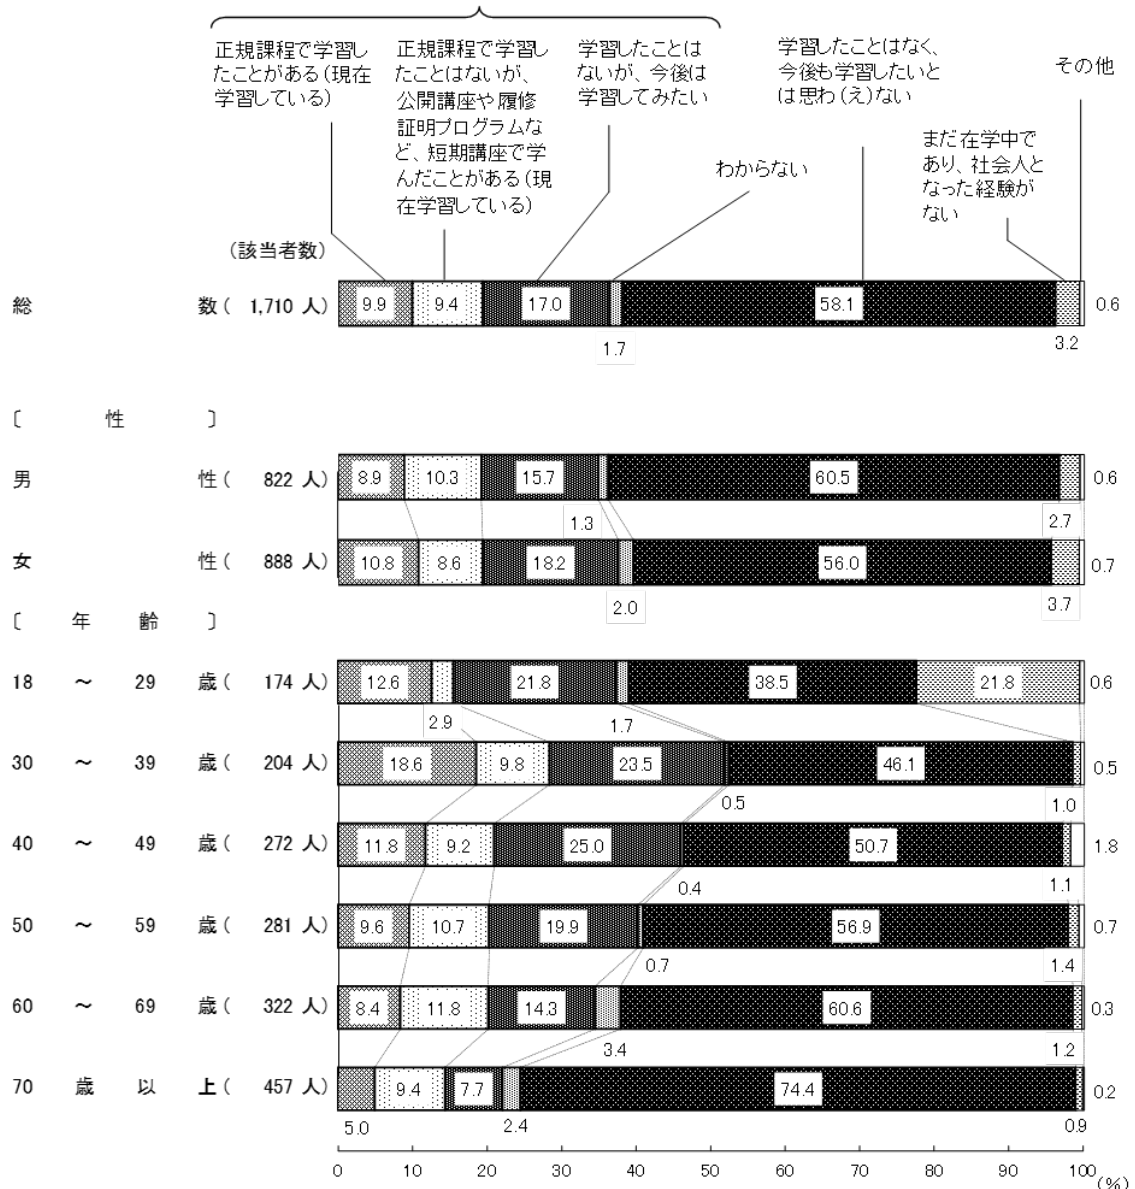 正規課程で学習し
たことがある(現在
学習している)
正規課程で学習し
たことはないが、
公開講座や履修
証明プログラムな
ど、短期講座で学
んだことがある(現
在学習している)
学習したことは
ないが、今後は
学習してみたい
わからない
学習したことはなく、
今後も学習したいと
は思わ(え)ない
まだ在学中で
あり、社会人と
なった経験が
ない
その他
(該当者数)
総 数( 1,710 人) 9.9 9.4 17.0 1.7 58.1 3.2 0.6
〔 性 〕
男 性( 822 人) 8.9 10.3 15.7 1.3 60.5 2.7 0.6
女 性( 888 人) 10.8 8.6 18.2 2.0 56.0 3.7 0.7
〔 年 齢 〕
18 ~ 29 歳( 174 人) 12.6 2.9 21.8 1.7 38.5 21.8 0.6
30 ~ 39 歳( 204 人) 18.6 9.8 23.5 0.5 46.1 1.0 0.5
40 ~ 49 歳( 272 人) 11.8 9.2 25.0 0.4 50.7 1.1 1.8
50 ~ 59 歳( 281 人) 9.6 10.7 19.9 0.7 56.9 1.4 0.7
60 ~ 69 歳( 322 人) 8.4 11.8 14.3 3.4 60.6 1.2 0.3
70 歳 以 上( 457 人) 5.0 9.4 7.7 2.4 74.4 0.9 0.2
0 10 20 30 40 50 60 70 80 90 100
(%)